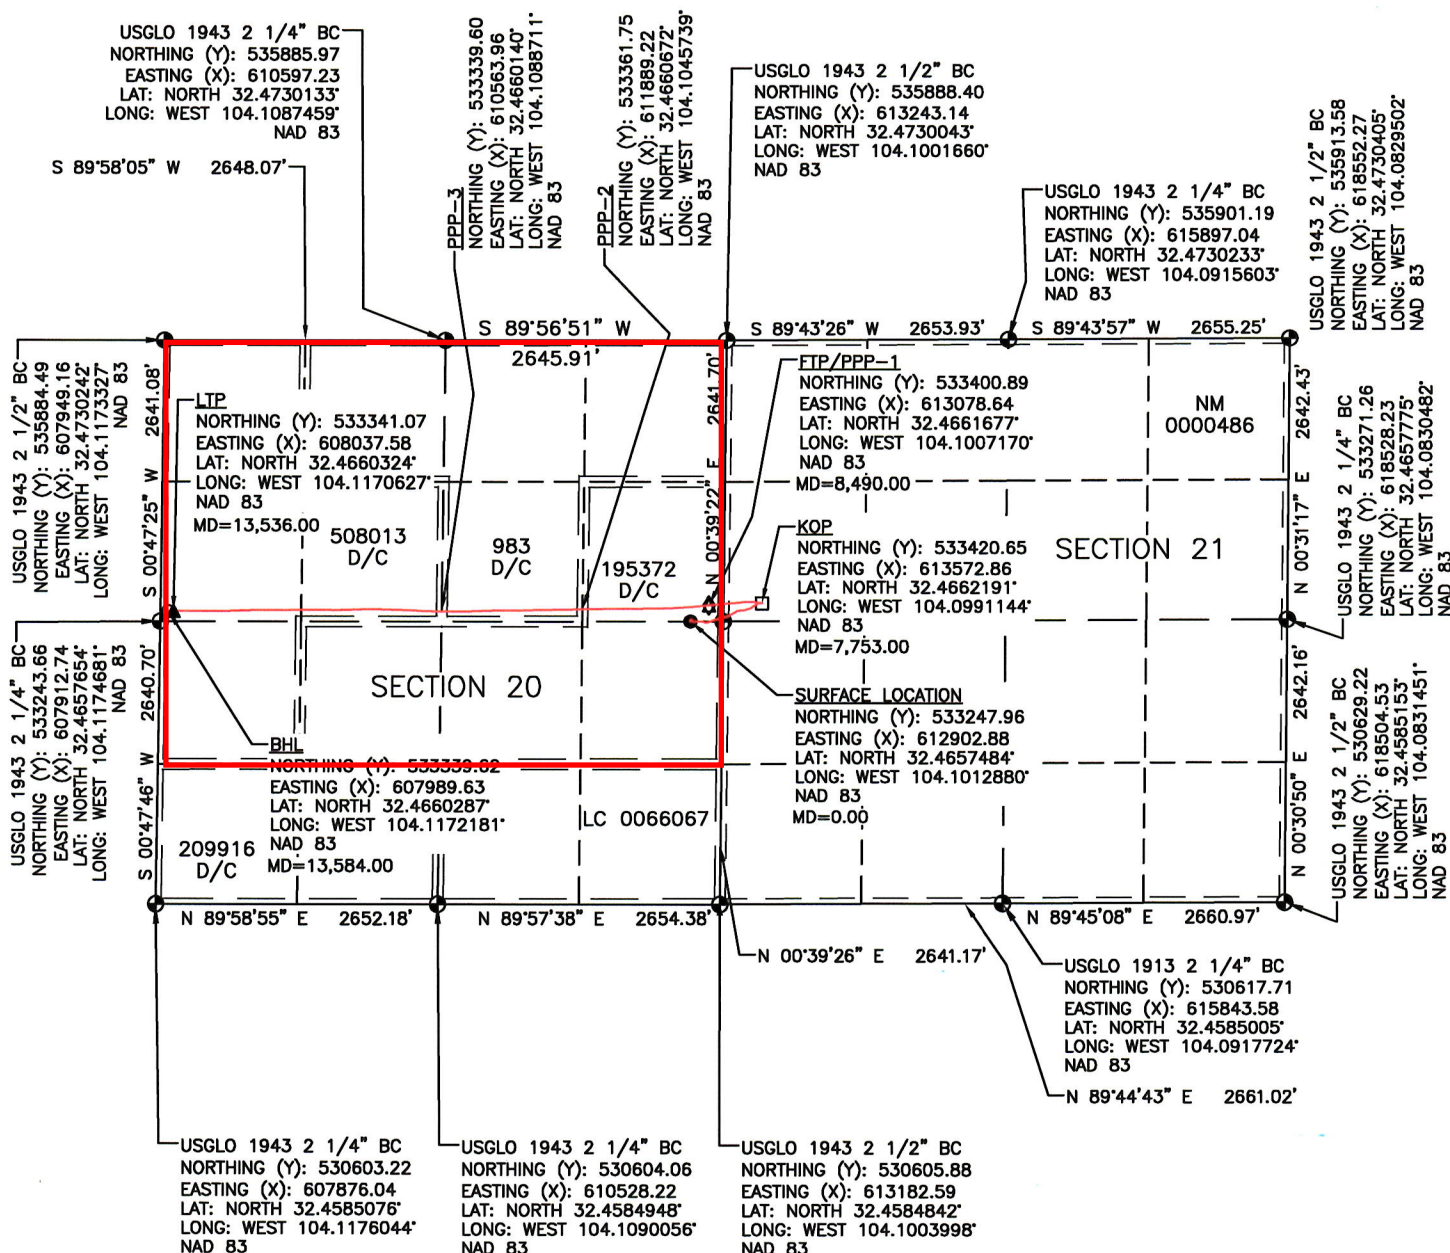 USGLO 1943 2 1/4" BC
NORTHING (Y): 535885.97
EASTING (X): 610597.23
LAT: NORTH 32.4730133°
LONG: WEST 104.1087459°
NAD 83
S 89°58'05" W 2648.07'
PPP-3
NORTHING (Y): 533339.60
EASTING (X): 610563.96
LAT: NORTH 32.4660140°
LONG: WEST 104.1088711°
NAD 83
PPP-2
NORTHING (Y): 533361.75
EASTING (X): 611889.22
LAT: NORTH 32.4660672°
LONG: WEST 104.1045739°
NAD 83
USGLO 1943 2 1/2" BC
NORTHING (Y): 535888.40
EASTING (X): 613243.14
LAT: NORTH 32.4730043°
LONG: WEST 104.1001660°
NAD 83
USGLO 1943 2 1/4" BC
NORTHING (Y): 535901.19
EASTING (X): 615897.04
LAT: NORTH 32.4730233°
LONG: WEST 104.0915603°
NAD 83
USGLO 1943 2 1/2" BC
NORTHING (Y): 535913.58
EASTING (X): 618552.27
LAT: NORTH 32.4730405°
LONG: WEST 104.0829502°
NAD 83
S 89°56'51" W
2645.91'
S 89°43'26" W 2653.93'
S 89°43'57" W 2655.25'
USGLO 1943 2 1/2" BC
NORTHING (Y): 535884.49
EASTING (X): 607949.16
LAT: NORTH 32.4730242°
LONG: WEST 104.1173327°
NAD 83
S 00°47'25" W 2641.08'
LTP
NORTHING (Y): 533341.07
EASTING (X): 608037.58
LAT: NORTH 32.4660324°
LONG: WEST 104.1170627°
NAD 83
MD=13,536.00
508013
D/C
983
D/C
195372
D/C
N 00°39'22" E 2641.70'
FTP/PPP-1
NORTHING (Y): 533400.89
EASTING (X): 613078.64
LAT: NORTH 32.4661677°
LONG: WEST 104.1007170°
NAD 83
MD=8,490.00
KOP
NORTHING (Y): 533420.65
EASTING (X): 613572.86
LAT: NORTH 32.4662191°
LONG: WEST 104.0991144°
NAD 83
MD=7,753.00
NM
0000486
SECTION 21
N 00°31'17" E 2642.43'
USGLO 1943 2 1/4" BC
NORTHING (Y): 533271.26
EASTING (X): 618528.23
LAT: NORTH 32.4657775°
LONG: WEST 104.0830482°
NAD 83
USGLO 1943 2 1/4" BC
NORTHING (Y): 533243.66
EASTING (X): 607912.74
LAT: NORTH 32.4657654°
LONG: WEST 104.1174681°
NAD 83
S 00°47'46" W 2640.70'
SECTION 20
SURFACE LOCATION
NORTHING (Y): 533247.96
EASTING (X): 612902.88
LAT: NORTH 32.4657484°
LONG: WEST 104.1012880°
NAD 83
MD=0.00
BHL
NORTHING (Y): 533339.62
EASTING (X): 607989.63
LAT: NORTH 32.4660287°
LONG: WEST 104.1172181°
NAD 83
MD=13,584.00
LC 0066067
209916
D/C
N 00°30'50" E 2642.16'
USGLO 1943 2 1/2" BC
NORTHING (Y): 530629.22
EASTING (X): 618504.53
LAT: NORTH 32.4585153°
LONG: WEST 104.0831451°
NAD 83
N 89°58'55" E 2652.18'
N 89°57'38" E 2654.38'
N 89°45'08" E 2660.97'
N 00°39'26" E 2641.17'
USGLO 1913 2 1/4" BC
NORTHING (Y): 530617.71
EASTING (X): 615843.58
LAT: NORTH 32.4585005°
LONG: WEST 104.0917724°
NAD 83
N 89°44'43" E 2661.02'
USGLO 1943 2 1/4" BC
NORTHING (Y): 530603.22
EASTING (X): 607876.04
LAT: NORTH 32.4585076°
LONG: WEST 104.1176044°
NAD 83
USGLO 1943 2 1/4" BC
NORTHING (Y): 530604.06
EASTING (X): 610528.22
LAT: NORTH 32.4584948°
LONG: WEST 104.1090056°
NAD 83
USGLO 1943 2 1/2" BC
NORTHING (Y): 530605.88
EASTING (X): 613182.59
LAT: NORTH 32.4584842°
LONG: WEST 104.1003998°
NAD 83